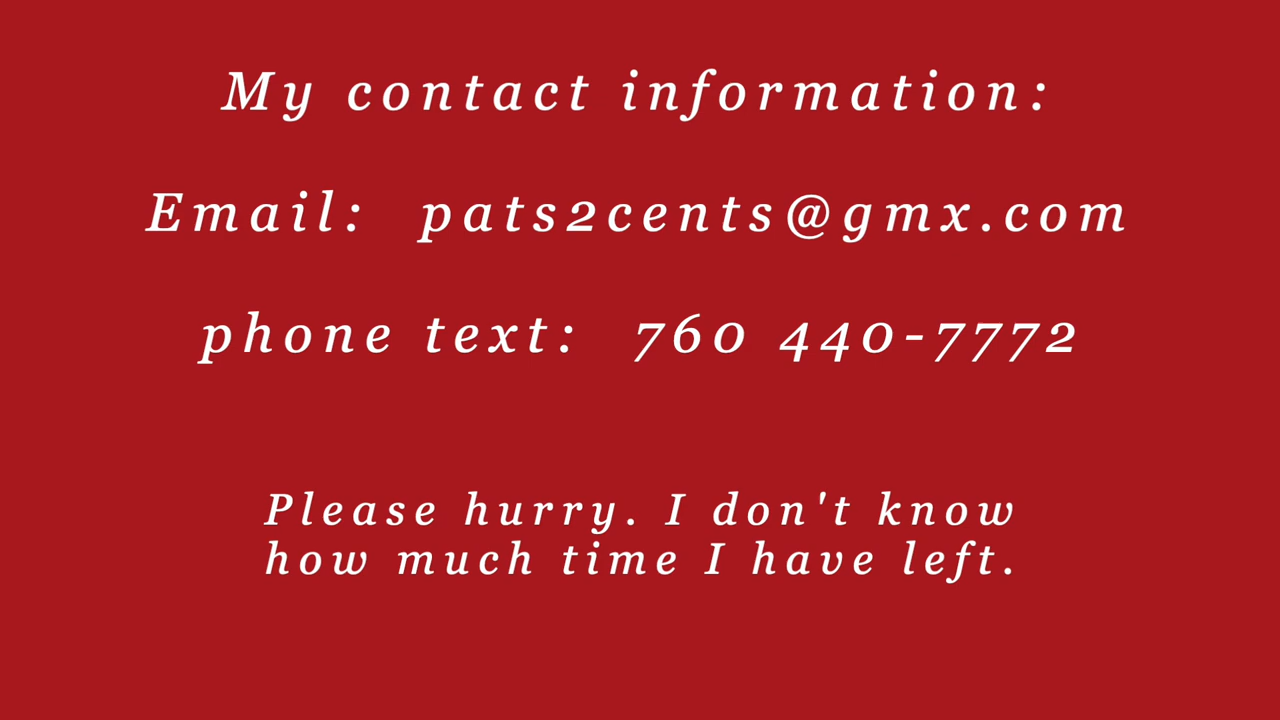 My contact information:
Email: pats2cents@gmx.com
phone text: 760 440-7772
Please hurry. I don't know
how much time I have left.